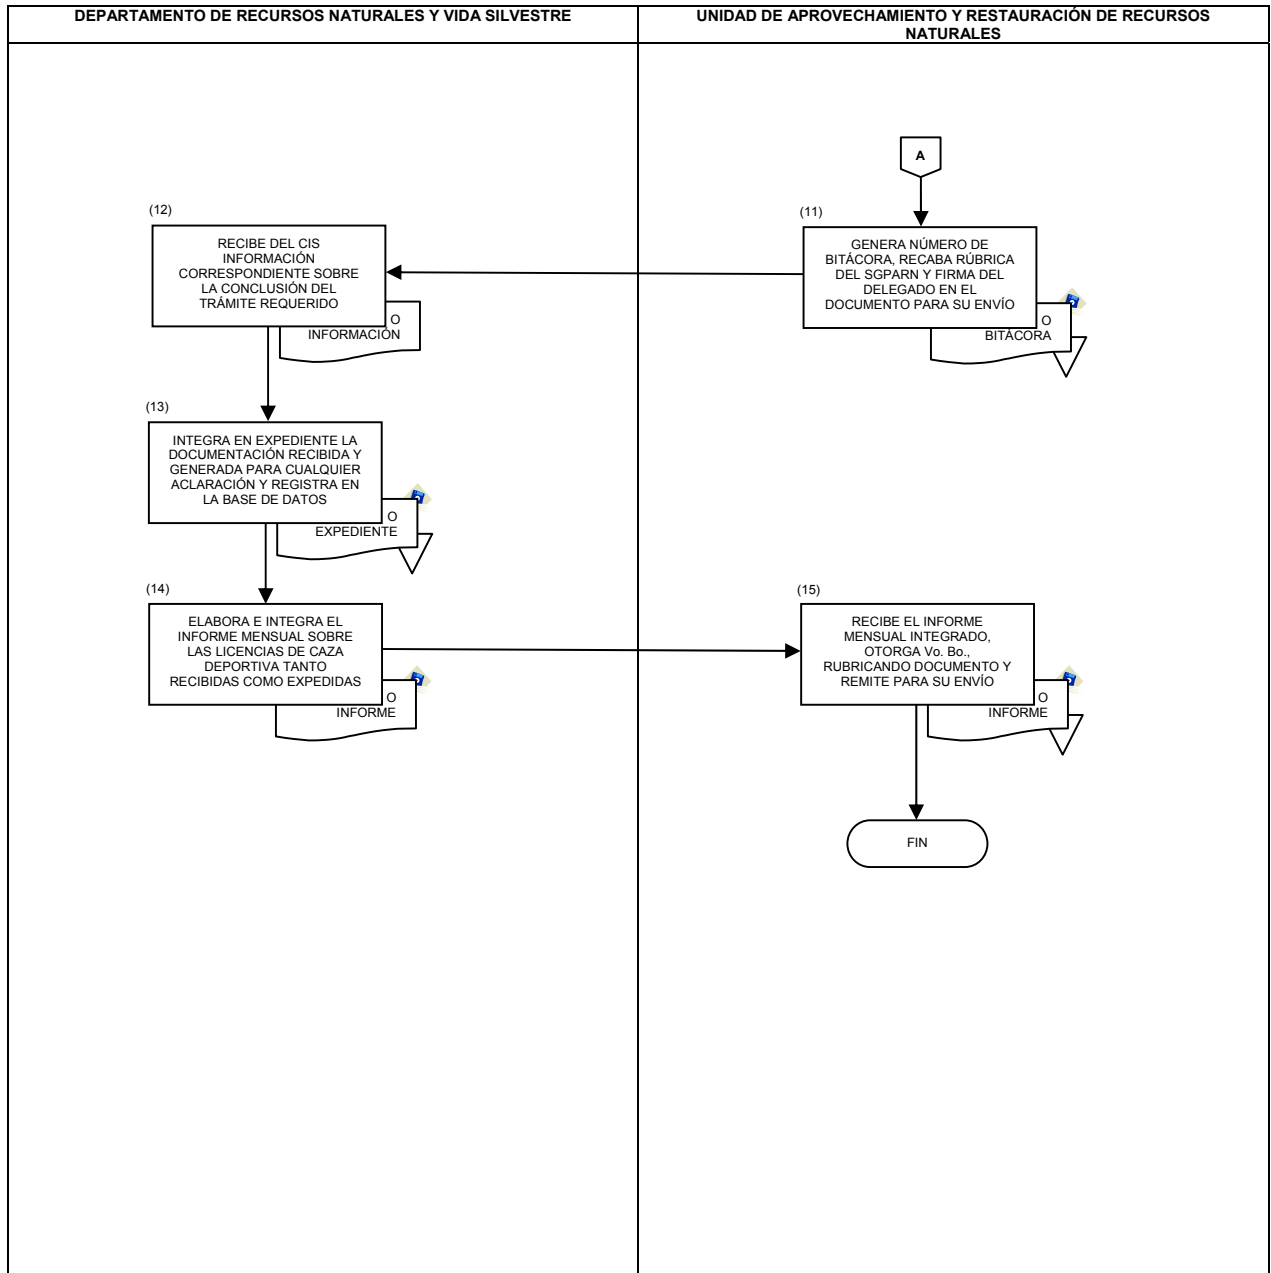 DEPARTAMENTO DE RECURSOS NATURALES Y VIDA SILVESTRE
UNIDAD DE APROVECHAMIENTO Y RESTAURACIÓN DE RECURSOS
NATURALES
A
(11)
GENERA NÚMERO DE
BITÁCORA, RECABA RÚBRICA
DEL SGPARN Y FIRMA DEL
DELEGADO EN EL
DOCUMENTO PARA SU ENVÍO
O
BITÁCORA
(12)
RECIBE DEL CIS
INFORMACIÓN
CORRESPONDIENTE SOBRE
LA CONCLUSIÓN DEL
TRÁMITE REQUERIDO
O
INFORMACIÓN
(13)
INTEGRA EN EXPEDIENTE LA
DOCUMENTACIÓN RECIBIDA Y
GENERADA PARA CUALQUIER
ACLARACIÓN Y REGISTRA EN
LA BASE DE DATOS
O
EXPEDIENTE
(14)
ELABORA E INTEGRA EL
INFORME MENSUAL SOBRE
LAS LICENCIAS DE CAZA
DEPORTIVA TANTO
RECIBIDAS COMO EXPEDIDAS
O
INFORME
(15)
RECIBE EL INFORME
MENSUAL INTEGRADO,
OTORGA Vo. Bo.,
RUBRICANDO DOCUMENTO Y
REMITE PARA SU ENVÍO
O
INFORME
FIN